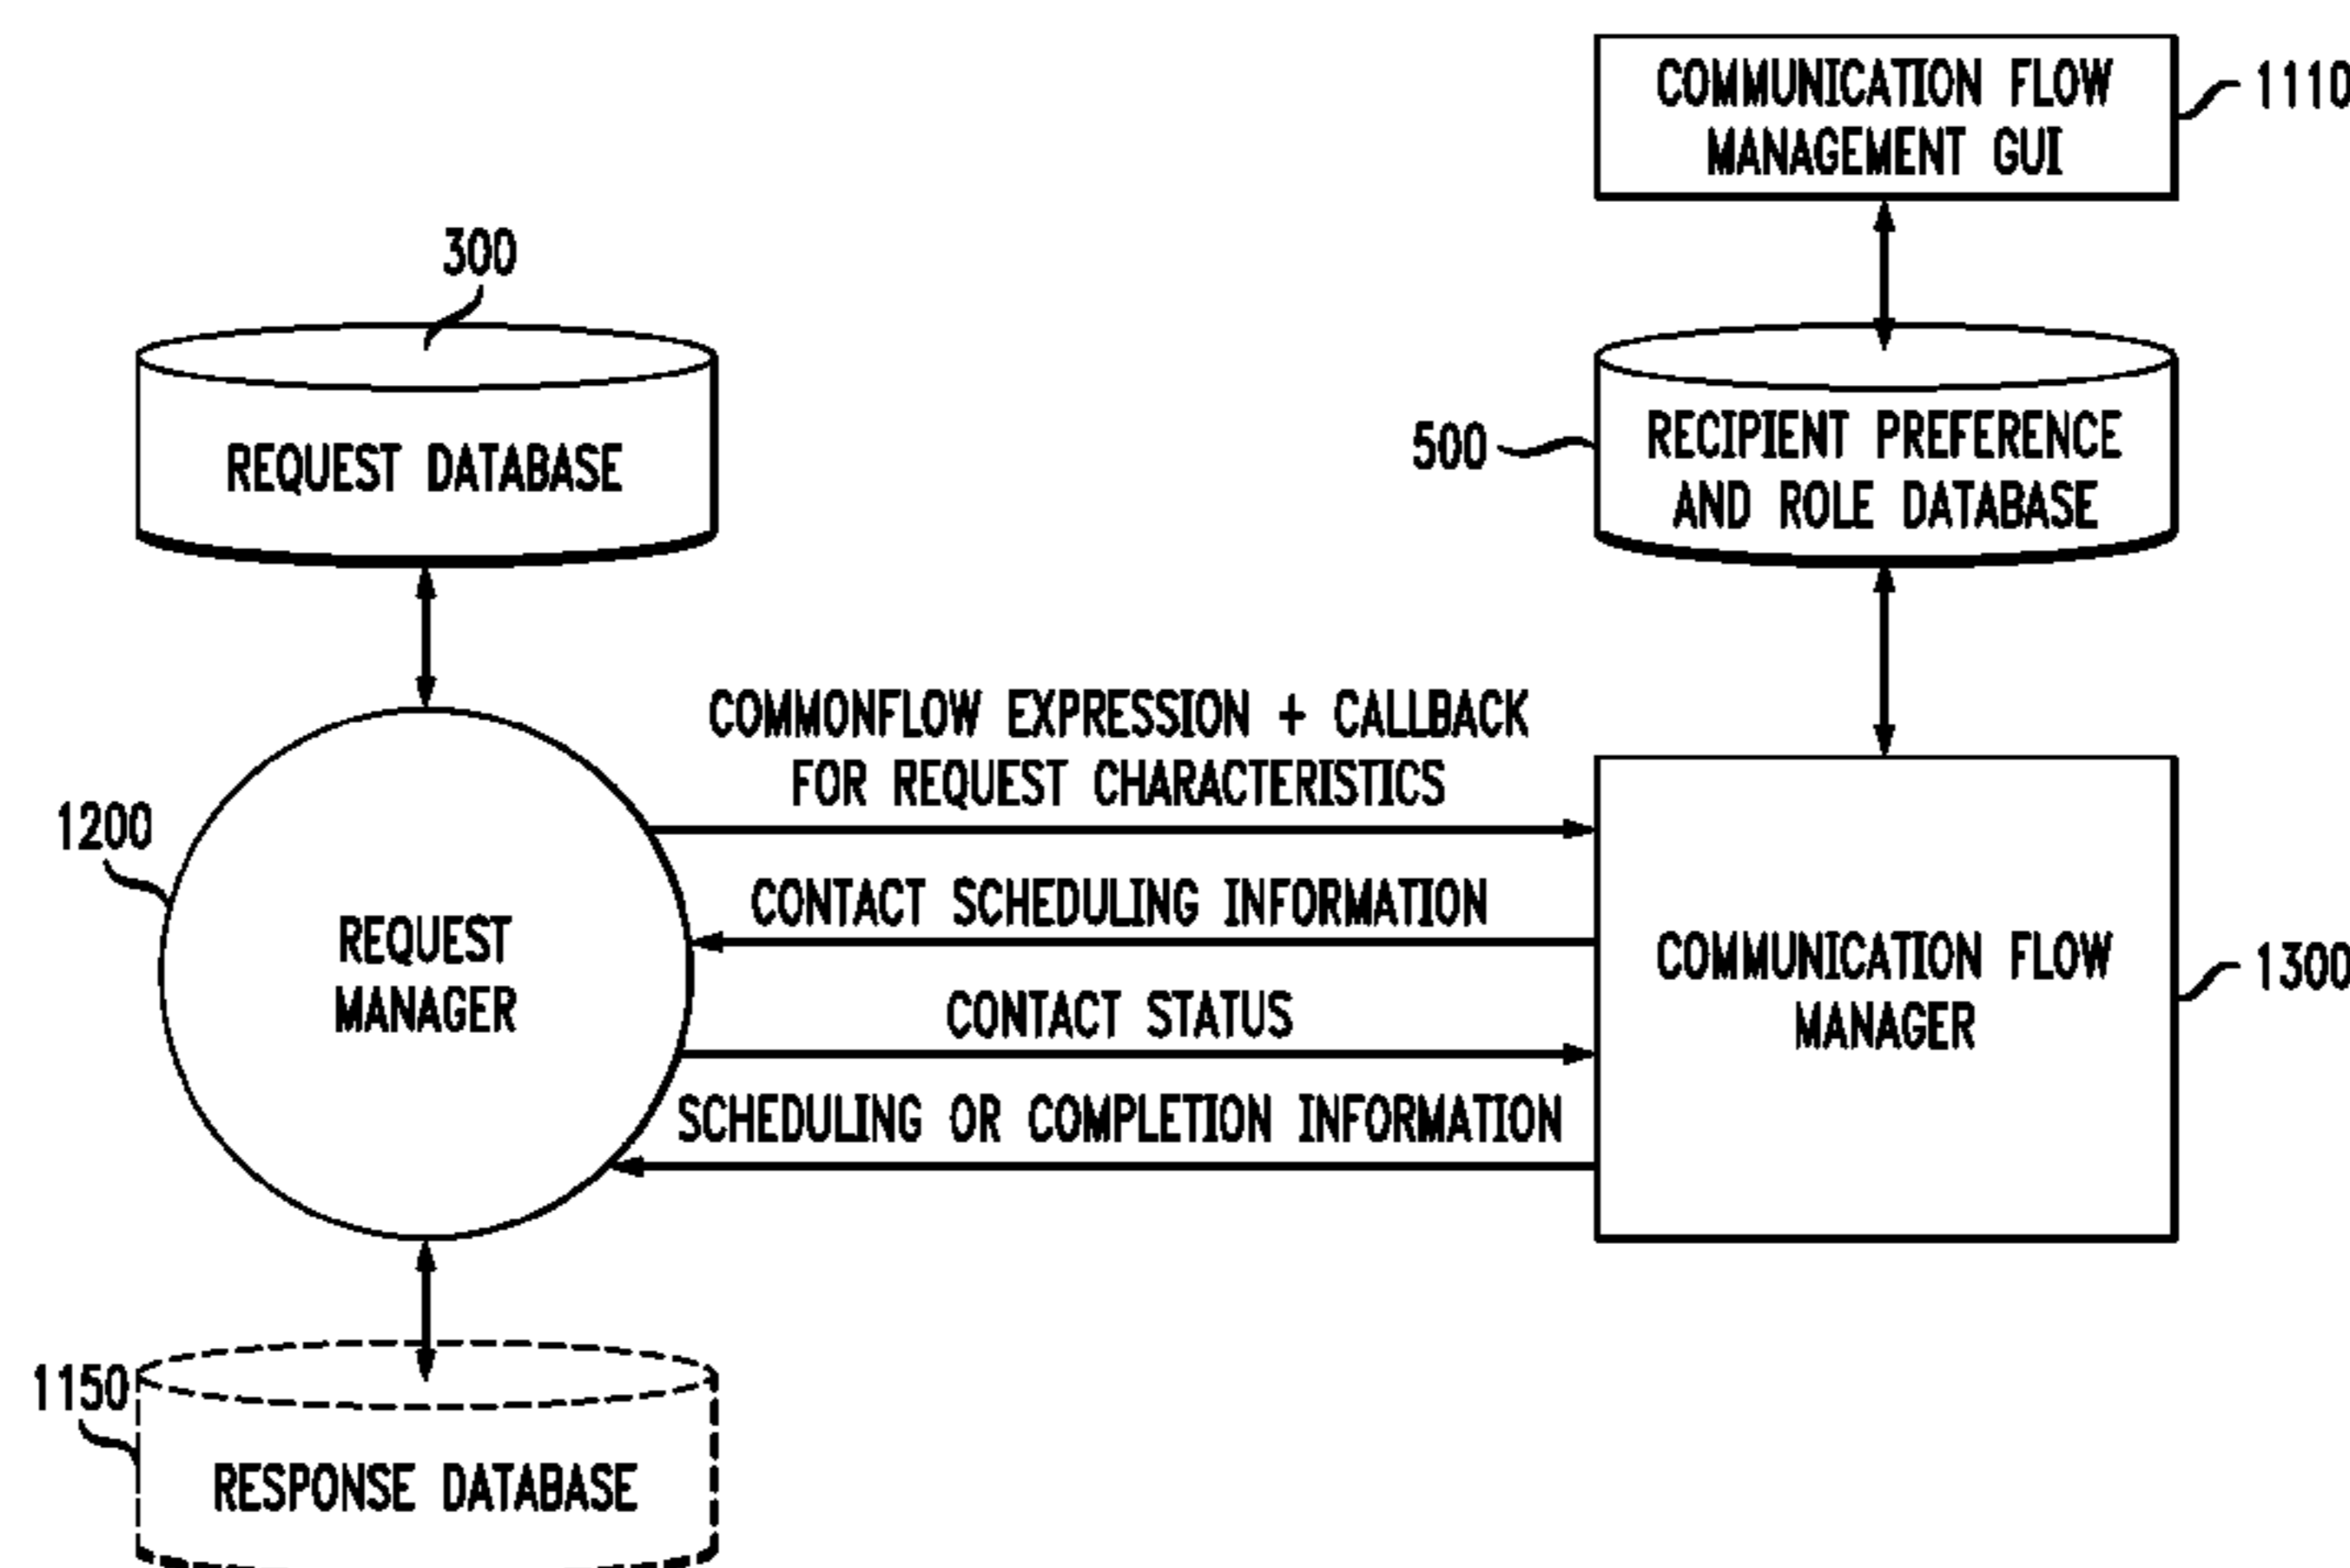 COMMUNICATION FLOW
MANAGEMENT GUI
1110
300
REQUEST DATABASE
500
RECIPIENT PREFERENCE
AND ROLE DATABASE
COMMONFLOW EXPRESSION + CALLBACK
FOR REQUEST CHARACTERISTICS
1200
REQUEST
MANAGER
CONTACT SCHEDULING INFORMATION
CONTACT STATUS
SCHEDULING OR COMPLETION INFORMATION
COMMUNICATION FLOW
MANAGER
1300
1150
RESPONSE DATABASE